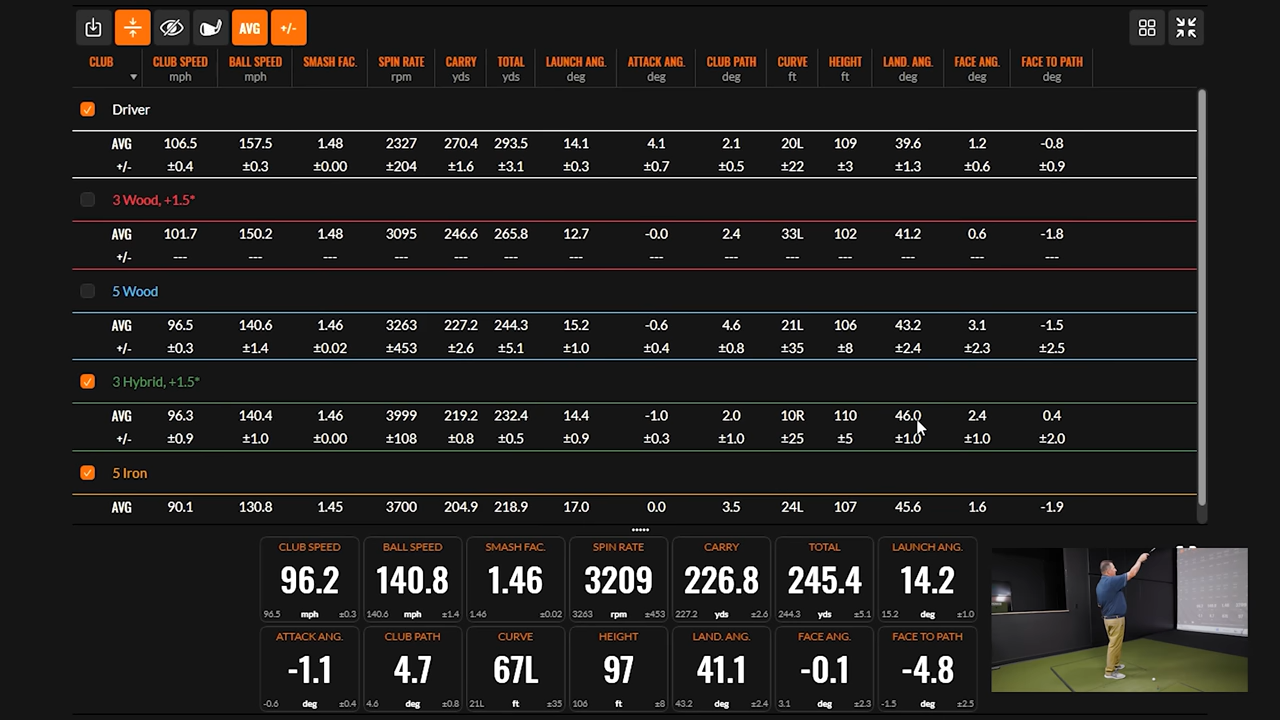 AVG +/-
CLUB CLUB SPEED BALL SPEED SMASH FAC. SPIN RATE CARRY TOTAL LAUNCH ANG. ATTACK ANG. CLUB PATH CURVE HEIGHT LAND. ANG. FACE ANG. FACE TO PATH
mph mph rpm yds yds deg deg deg ft ft deg deg deg
Driver
AVG 106.5 157.5 1.48 2327 270.4 293.5 14.1 4.1 2.1 20L 109 39.6 1.2 -0.8
+/- ±0.4 ±0.3 ±0.00 ±204 ±1.6 ±3.1 ±0.3 ±0.7 ±0.5 ±22 ±3 ±1.3 ±0.6 ±0.9
3 Wood, +1.5*
AVG 101.7 150.2 1.48 3095 246.6 265.8 12.7 -0.0 2.4 33L 102 41.2 0.6 -1.8
+/- --- --- --- --- --- --- --- --- --- --- --- --- --- ---
5 Wood
AVG 96.5 140.6 1.46 3263 227.2 244.3 15.2 -0.6 4.6 21L 106 43.2 3.1 -1.5
+/- ±0.3 ±1.4 ±0.02 ±453 ±2.6 ±5.1 ±1.0 ±0.4 ±0.8 ±35 ±8 ±2.4 ±2.3 ±2.5
3 Hybrid, +1.5*
AVG 96.3 140.4 1.46 3999 219.2 232.4 14.4 -1.0 2.0 10R 110 46.0 2.4 0.4
+/- ±0.9 ±1.0 ±0.00 ±108 ±0.8 ±0.5 ±0.9 ±0.3 ±1.0 ±25 ±5 ±1.0 ±1.0 ±2.0
5 Iron
AVG 90.1 130.8 1.45 3700 204.9 218.9 17.0 0.0 3.5 24L 107 45.6 1.6 -1.9
CLUB SPEED BALL SPEED SMASH FAC. SPIN RATE CARRY TOTAL LAUNCH ANG.
96.2 140.8 1.46 3209 226.8 245.4 14.2
96.5 mph ±0.3 140.6 mph ±1.4 1.46 ±0.02 3263 rpm ±453 227.2 yds ±2.6 244.3 yds ±5.1 15.2 deg ±1.0
ATTACK ANG. CLUB PATH CURVE HEIGHT LAND. ANG. FACE ANG. FACE TO PATH
-1.1 4.7 67L 97 41.1 -0.1 -4.8
-0.6 deg ±0.4 4.6 deg ±0.8 21L ft ±35 106 ft ±8 43.2 deg ±2.4 3.1 deg ±2.3 -1.5 deg ±2.5